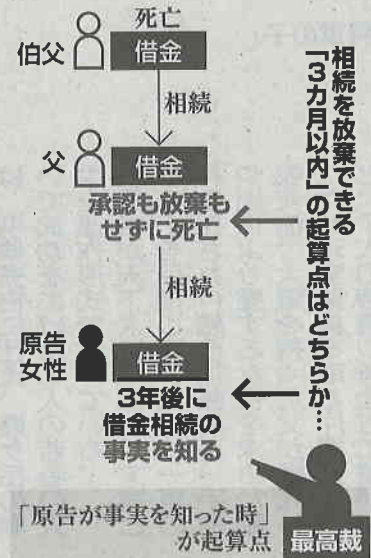 死亡
伯父
借金
相続
父
借金
承認も放棄も
せずに死亡
相続
原告
女性
借金
3年後に
借金相続の
事実を知る
相続を放棄できる
「3カ月以内」の起算点はどちらか…
「原告が事実を知った時」
が起算点
最高裁